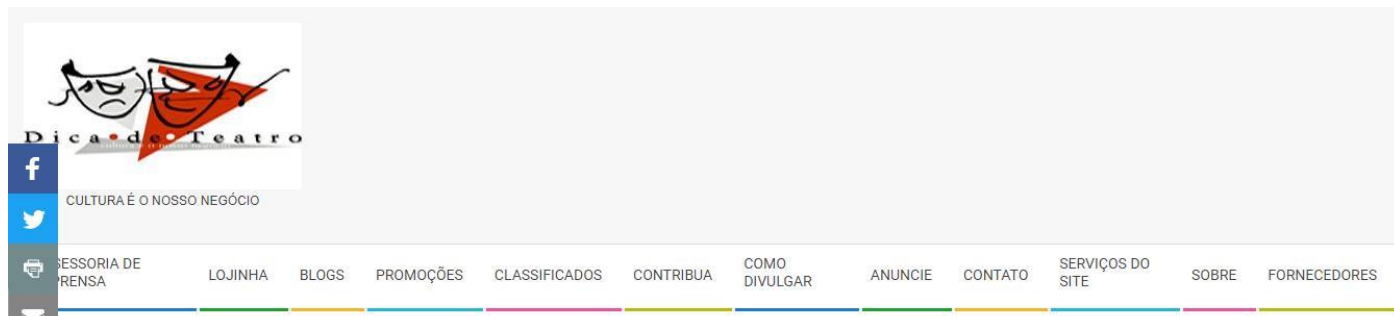 Dica de Teatro
CULTURA É O NOSSO NEGÓCIO
SESSORIA DE
PRENSA
LOJINHA
BLOGS
PROMOÇÕES
CLASSIFICADOS
CONTRIBUA
COMO
DIVULGAR
ANUNCIE
CONTATO
SERVIÇOS DO
SITE
SOBRE
FORNECEDORES